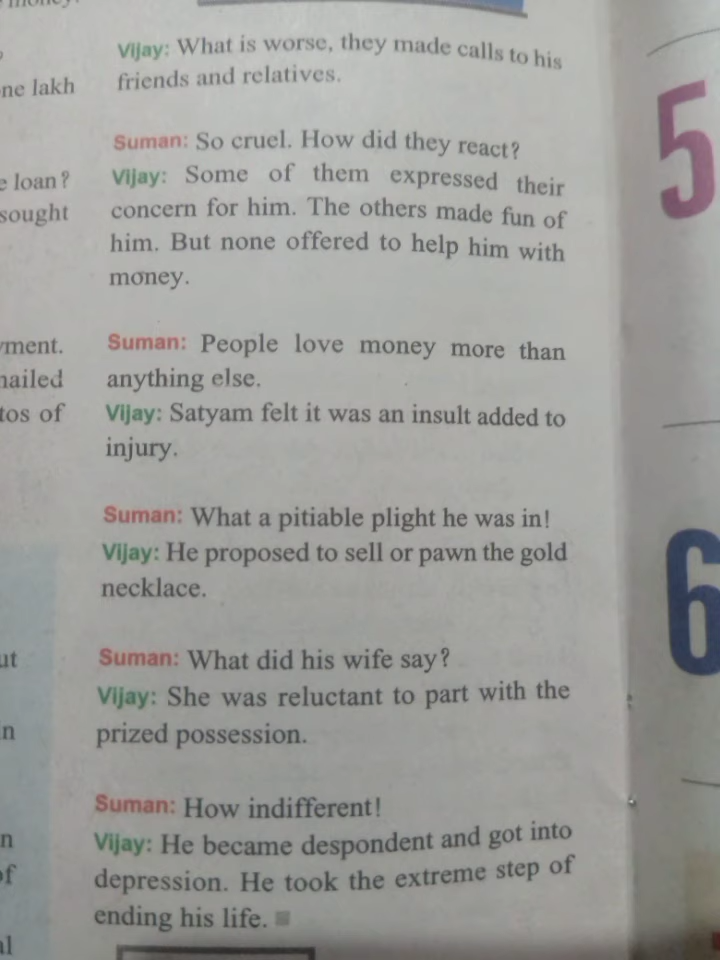 ne lakh
e loan?
sought
ment.
nailed
tos of
ut
n
n
of
al
Vijay: What is worse, they made calls to his
friends and relatives.
Suman: So cruel. How did they react?
Vijay: Some of them expressed their
concern for him. The others made fun of
him. But none offered to help him with
money.
Suman: People love money more than
anything else.
Vijay: Satyam felt it was an insult added to
injury.
Suman: What a pitiable plight he was in!
Vijay: He proposed to sell or pawn the gold
necklace.
Suman: What did his wife say?
Vijay: She was reluctant to part with the
prized possession.
Suman: How indifferent!
Vijay: He became despondent and got into
depression. He took the extreme step of
ending his life.
5
6